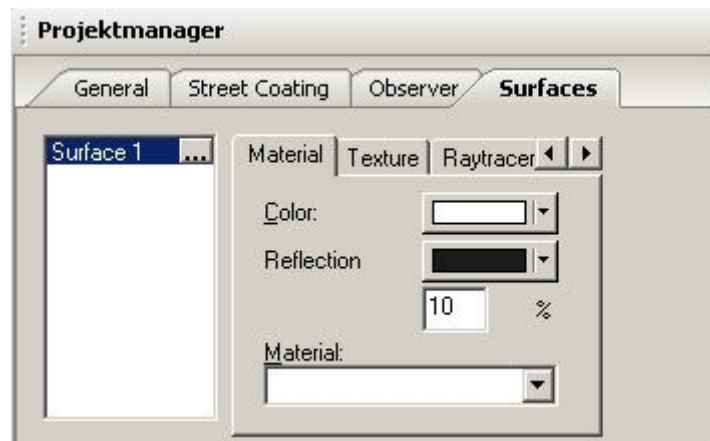 Projektmanager
General Street Coating Observer Surfaces
Surface 1 ... Material Texture Raytracer
Color:
Reflection
10 %
Material: